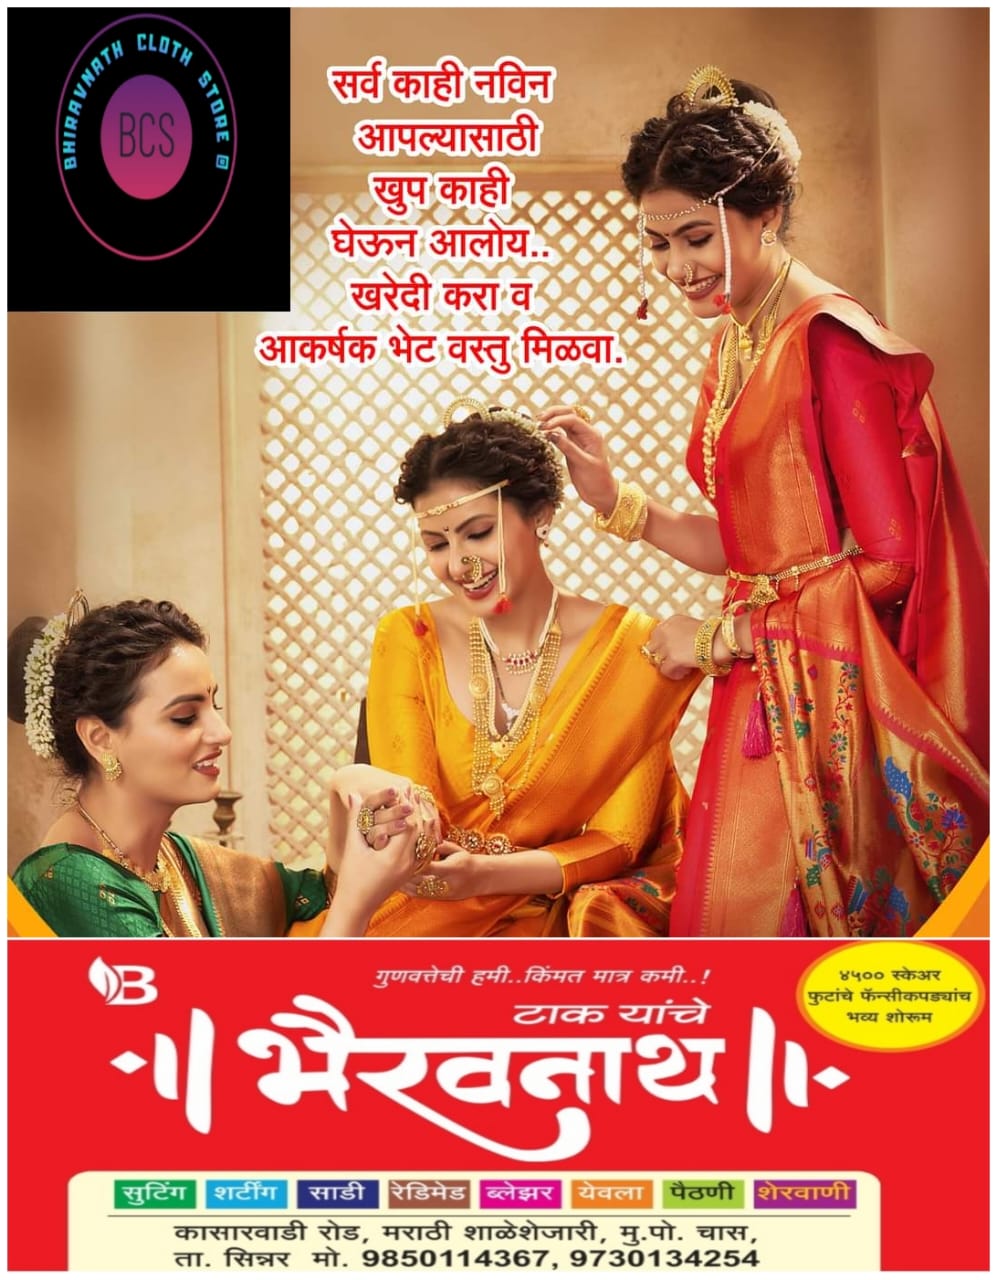 BHIRAVNATH CLOTH STORE
BCS
सर्व काही नविन
आपल्यासाठी
खुप काही
घेऊन आलोय..
खरेदी करा व
आकर्षक भेट वस्तु मिळवा.
B
गुणवत्तेची हमी..किंमत मात्र कमी..!
४५०० स्केअर
फुटांचे फॅन्सीकपड्यांच
भव्य शोरूम
टाक यांचे
॥ भैरवनाथ ॥
सुटिंग शर्टींग साडी रेडिमेड ब्लेझर येवला पैठणी शेरवाणी
कासारवाडी रोड, मराठी शाळेशेजारी, मु.पो. चास,
ता. सिन्नर मो. 9850114367, 9730134254